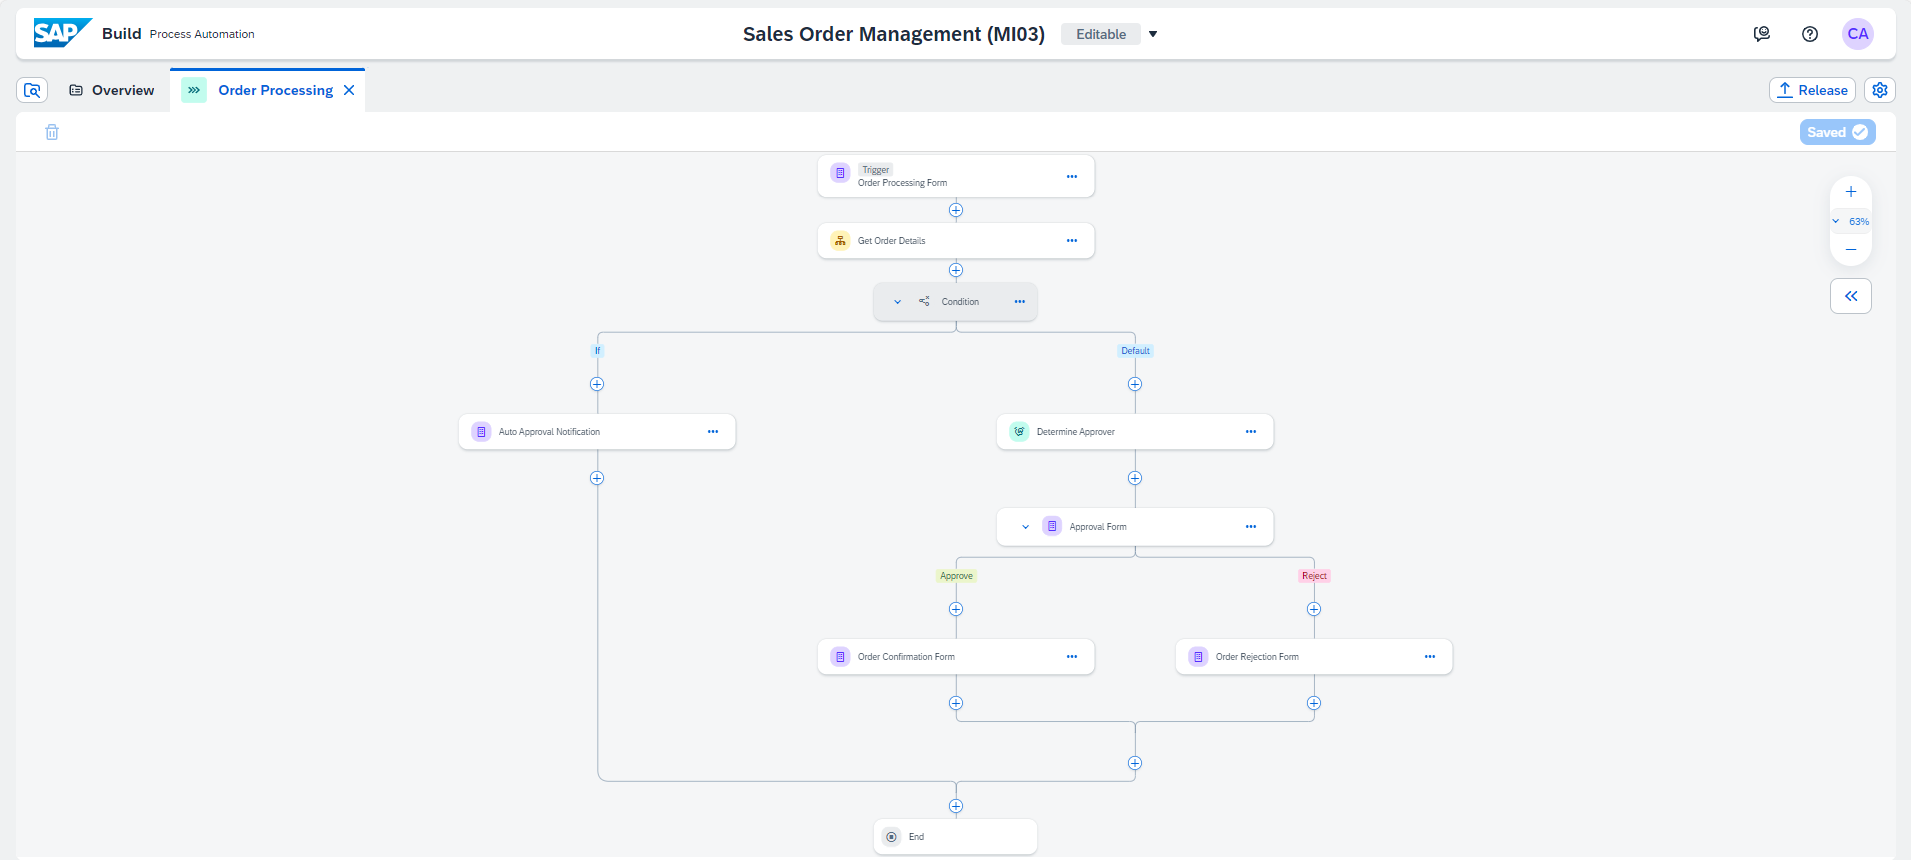 SAP Build Process Automation
Sales Order Management (MI03) Editable
CA
Overview
Order Processing
Release
Saved
Trigger
Order Processing Form
63%
Get Order Details
Condition
If
Default
Auto Approval Notification
Determine Approver
Approval Form
Approve
Reject
Order Confirmation Form
Order Rejection Form
End